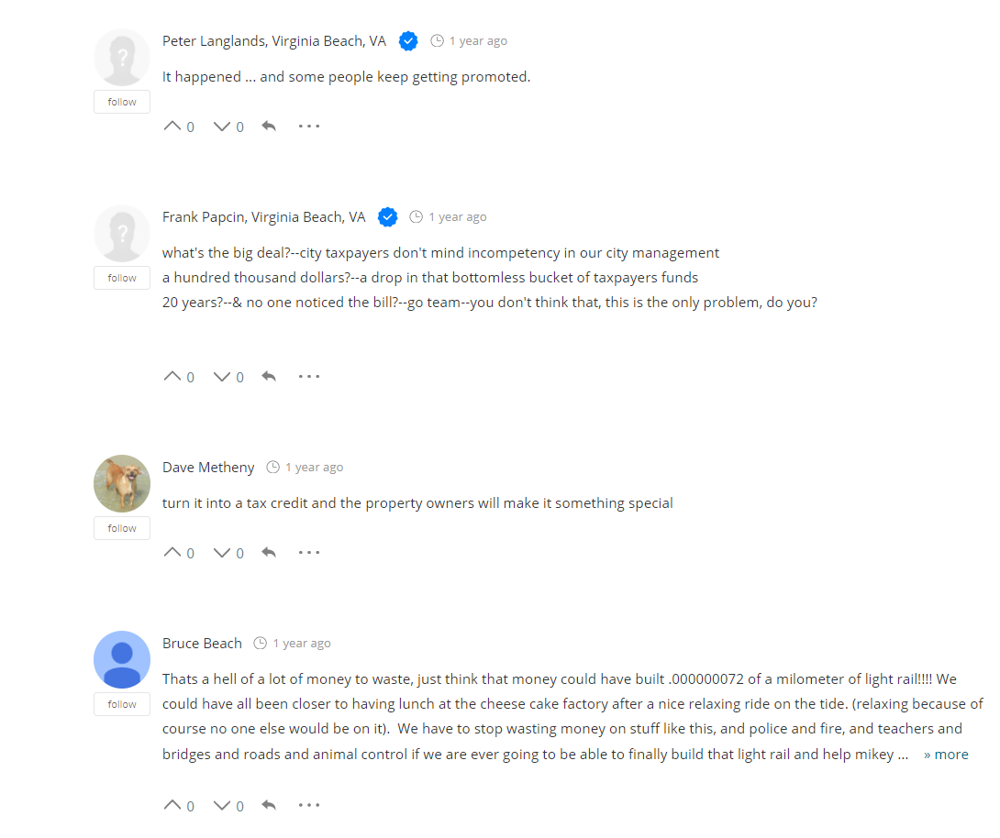 Peter Langlands, Virginia Beach, VA 1 year ago
It happened ... and some people keep getting promoted.
follow
0 0
Frank Papcin, Virginia Beach, VA 1 year ago
what's the big deal?--city taxpayers don't mind incompetency in our city management
follow
a hundred thousand dollars?--a drop in that bottomless bucket of taxpayers funds
20 years?--& no one noticed the bill?--go team--you don't think that, this is the only problem, do you?
0 0
Dave Metheny 1 year ago
turn it into a tax credit and the property owners will make it something special
follow
0 0
Bruce Beach 1 year ago
Thats a hell of a lot of money to waste, just think that money could have built .000000072 of a milometer of light rail!!!! We
follow
could have all been closer to having lunch at the cheese cake factory after a nice relaxing ride on the tide. (relaxing because of
course no one else would be on it).  We have to stop wasting money on stuff like this, and police and fire, and teachers and
bridges and roads and animal control if we are ever going to be able to finally build that light rail and help mikey ... » more
0 0